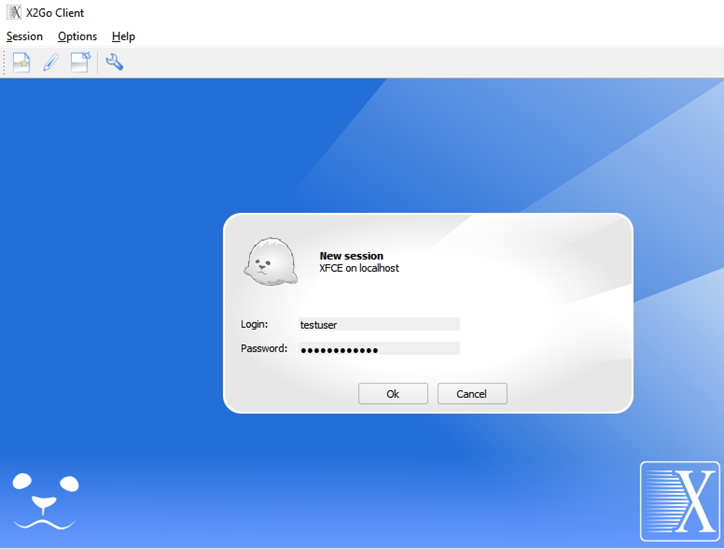 X2Go Client
Session Options Help
New session
XFCE on localhost
Login: testuser
Password: ●●●●●●●●●●●●
Ok Cancel
X